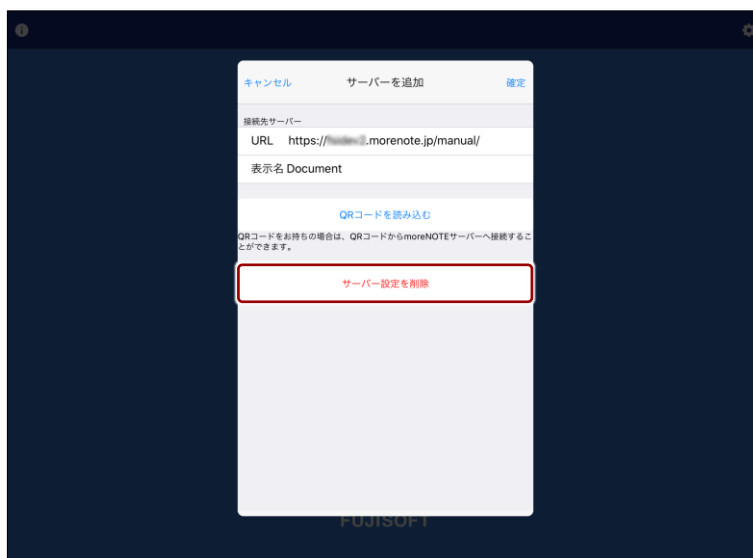 キャンセル サーバーを追加 確定
接続先サーバー
URL https:// .morenote.jp/manual/
表示名 Document
QRコードを読み込む
QRコードをお持ちの場合は、QRコードからmoreNOTEサーバーへ接続するこ
とができます。
サーバー設定を削除
FUJISOFT